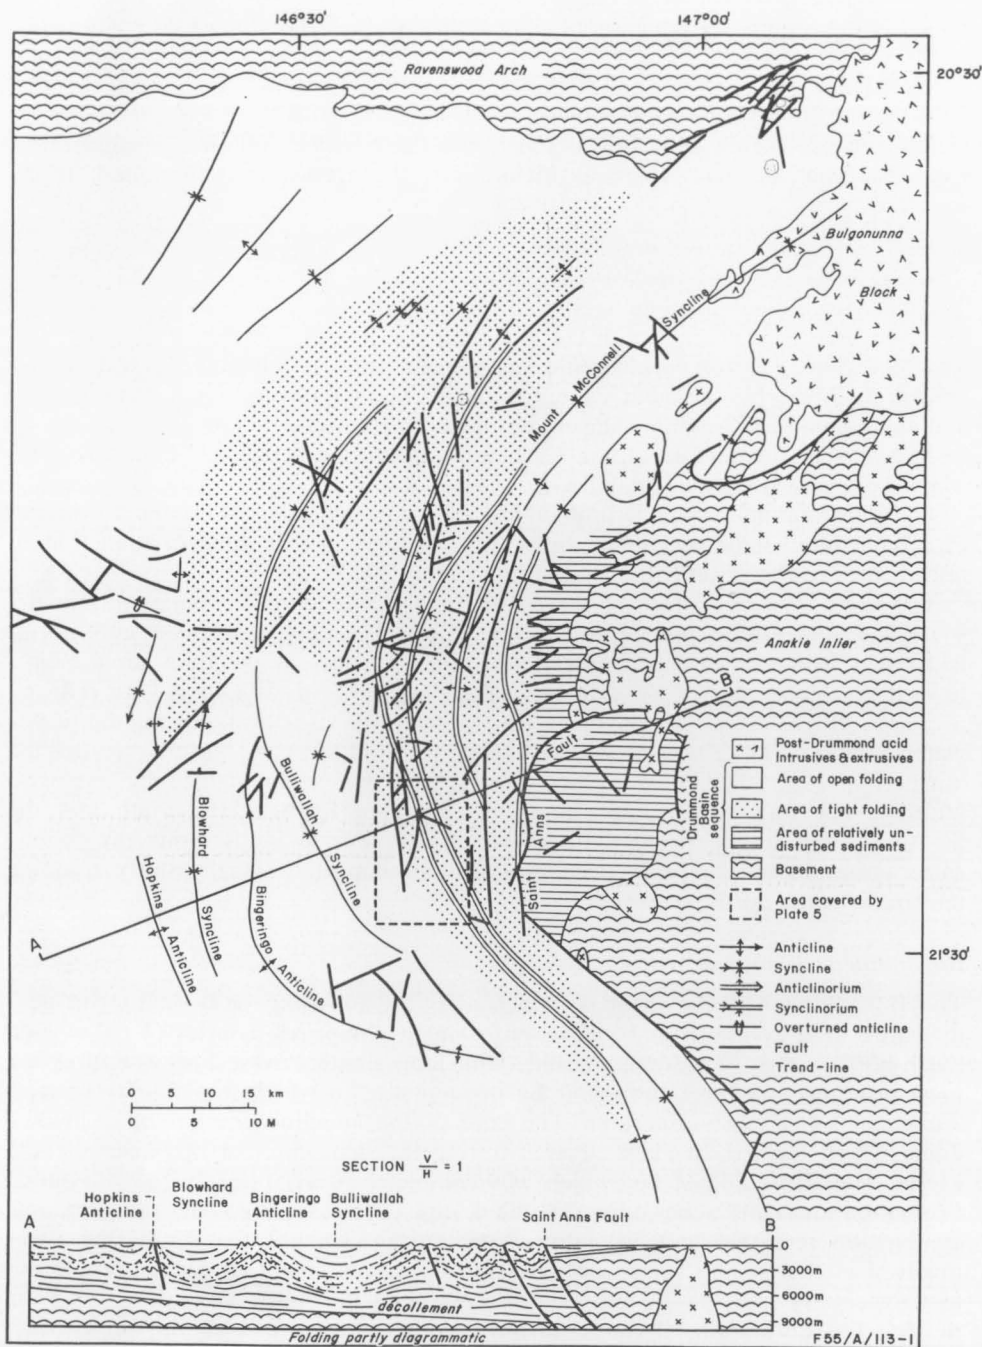 146°30'
147°00'
Ravenswood Arch
20°30'
Bulgonunna
Block
Mount McConnell Syncline
Anakie Inlier
B
Fault
Anns
Saint
Bulliwallah Syncline
Blowhard Syncline
Hopkins Anticline
Bingeringo Anticline
A
Drummond Basin sequence
Post-Drummond acid
Intrusives & extrusives
Area of open folding
Area of tight folding
Area of relatively un-
disturbed sediments
Basement
Area covered by
Plate 5
21°30'
Anticline
Syncline
Anticlinorium
Synclinorium
Overturned anticline
Fault
Trend-line
0 5 10 15 km
0 5 10 M
SECTION V/H = 1
Hopkins
Anticline
Blowhard
Syncline
Bingeringo
Anticline
Bulliwallah
Syncline
Saint Anns Fault
A
B
0
3000m
6000m
9000m
décollement
Folding partly diagrammatic
F55/A/113-1